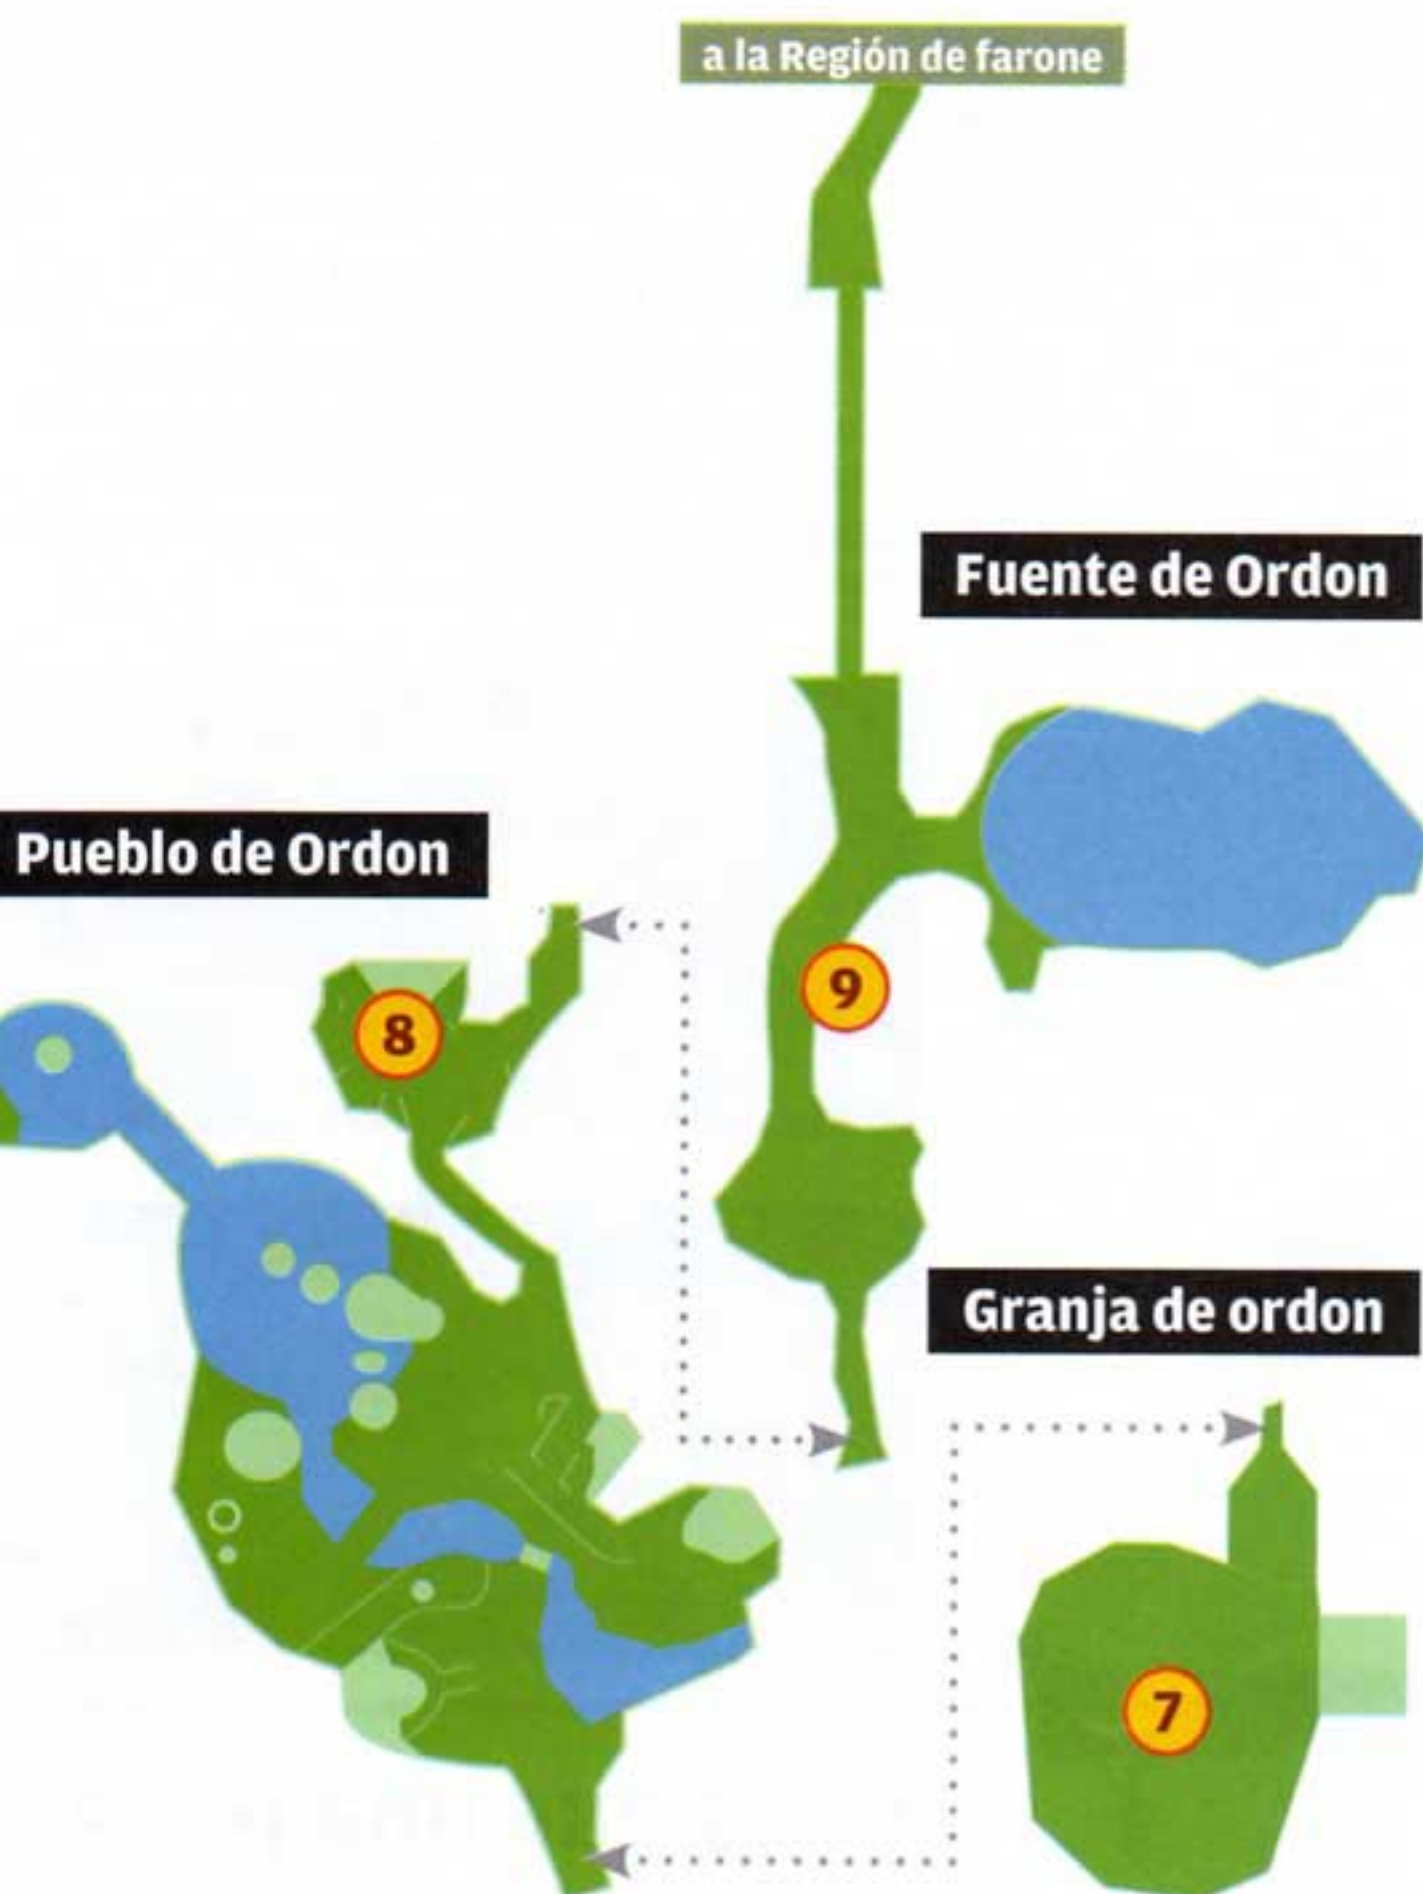 a la Región de farone
Fuente de Ordon
Pueblo de Ordon
9
8
Granja de ordon
7